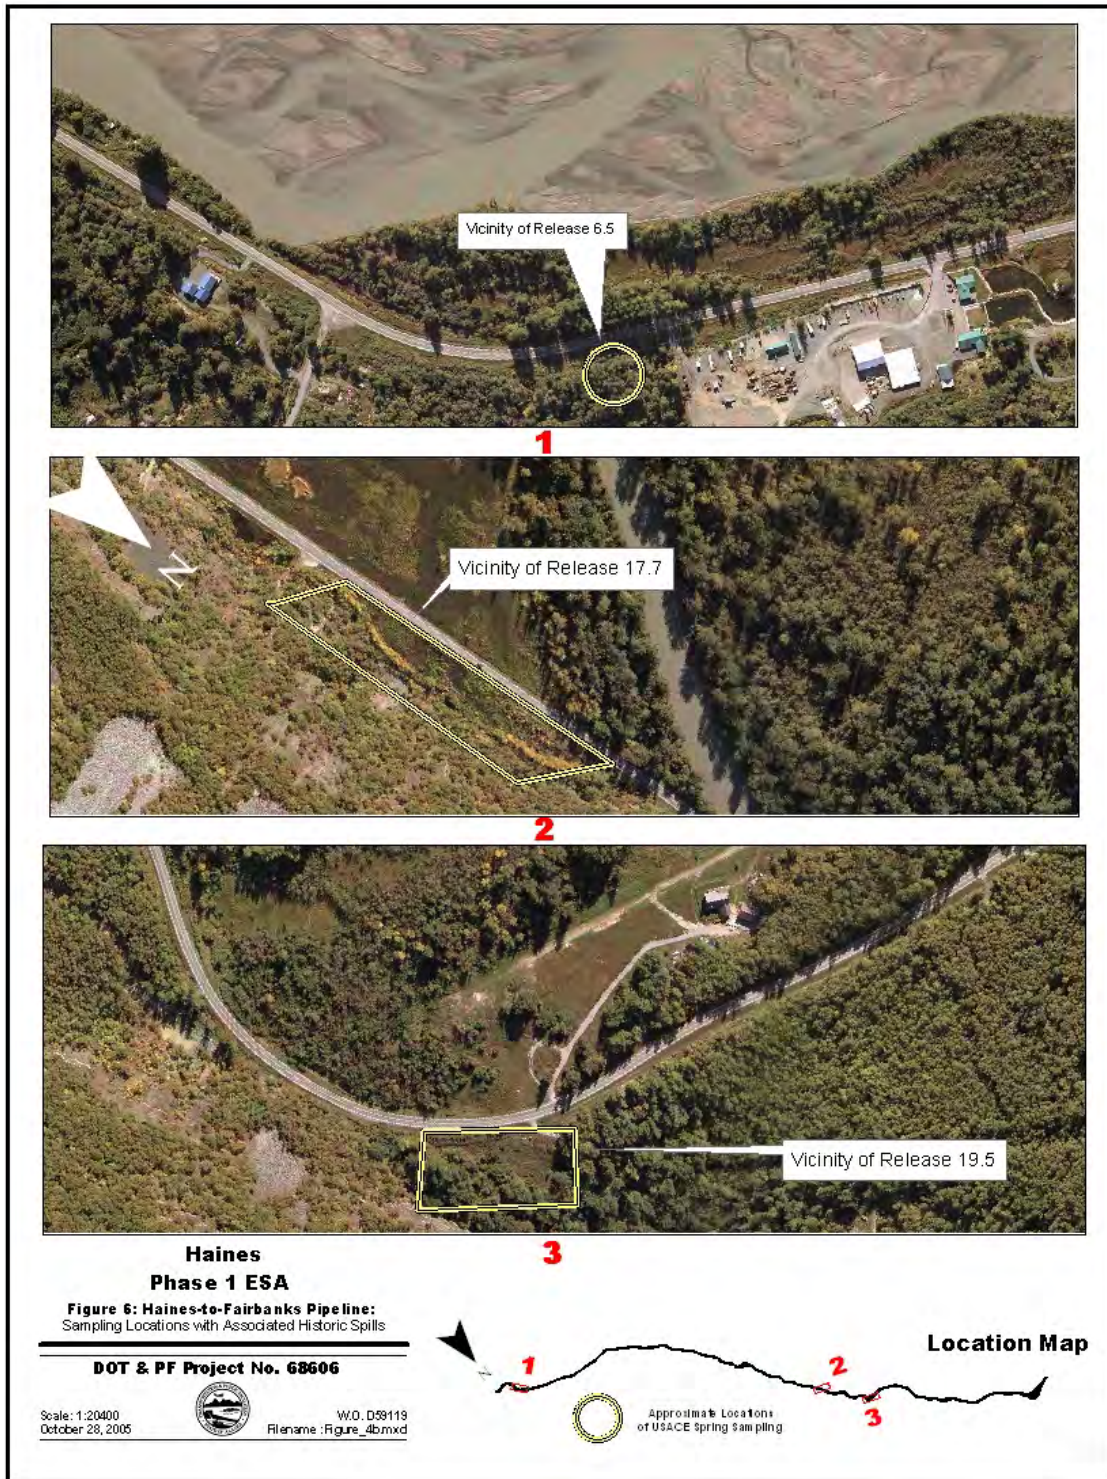 Vicinity of Release 6.5
1
N
Vicinity of Release 17.7
2
Vicinity of Release 19.5
3
Haines
Phase 1 ESA
Figure 6: Haines-to-Fairbanks Pipeline:
Sampling Locations with Associated Historic Spills
DOT & PF Project No. 68606
Scale: 1:20400
October 28, 2005
W.O. D59119
Filename :Figure_4b.mxd
N
1
2
3
Location Map
Approximate Locations
of USACE Spring Sampling